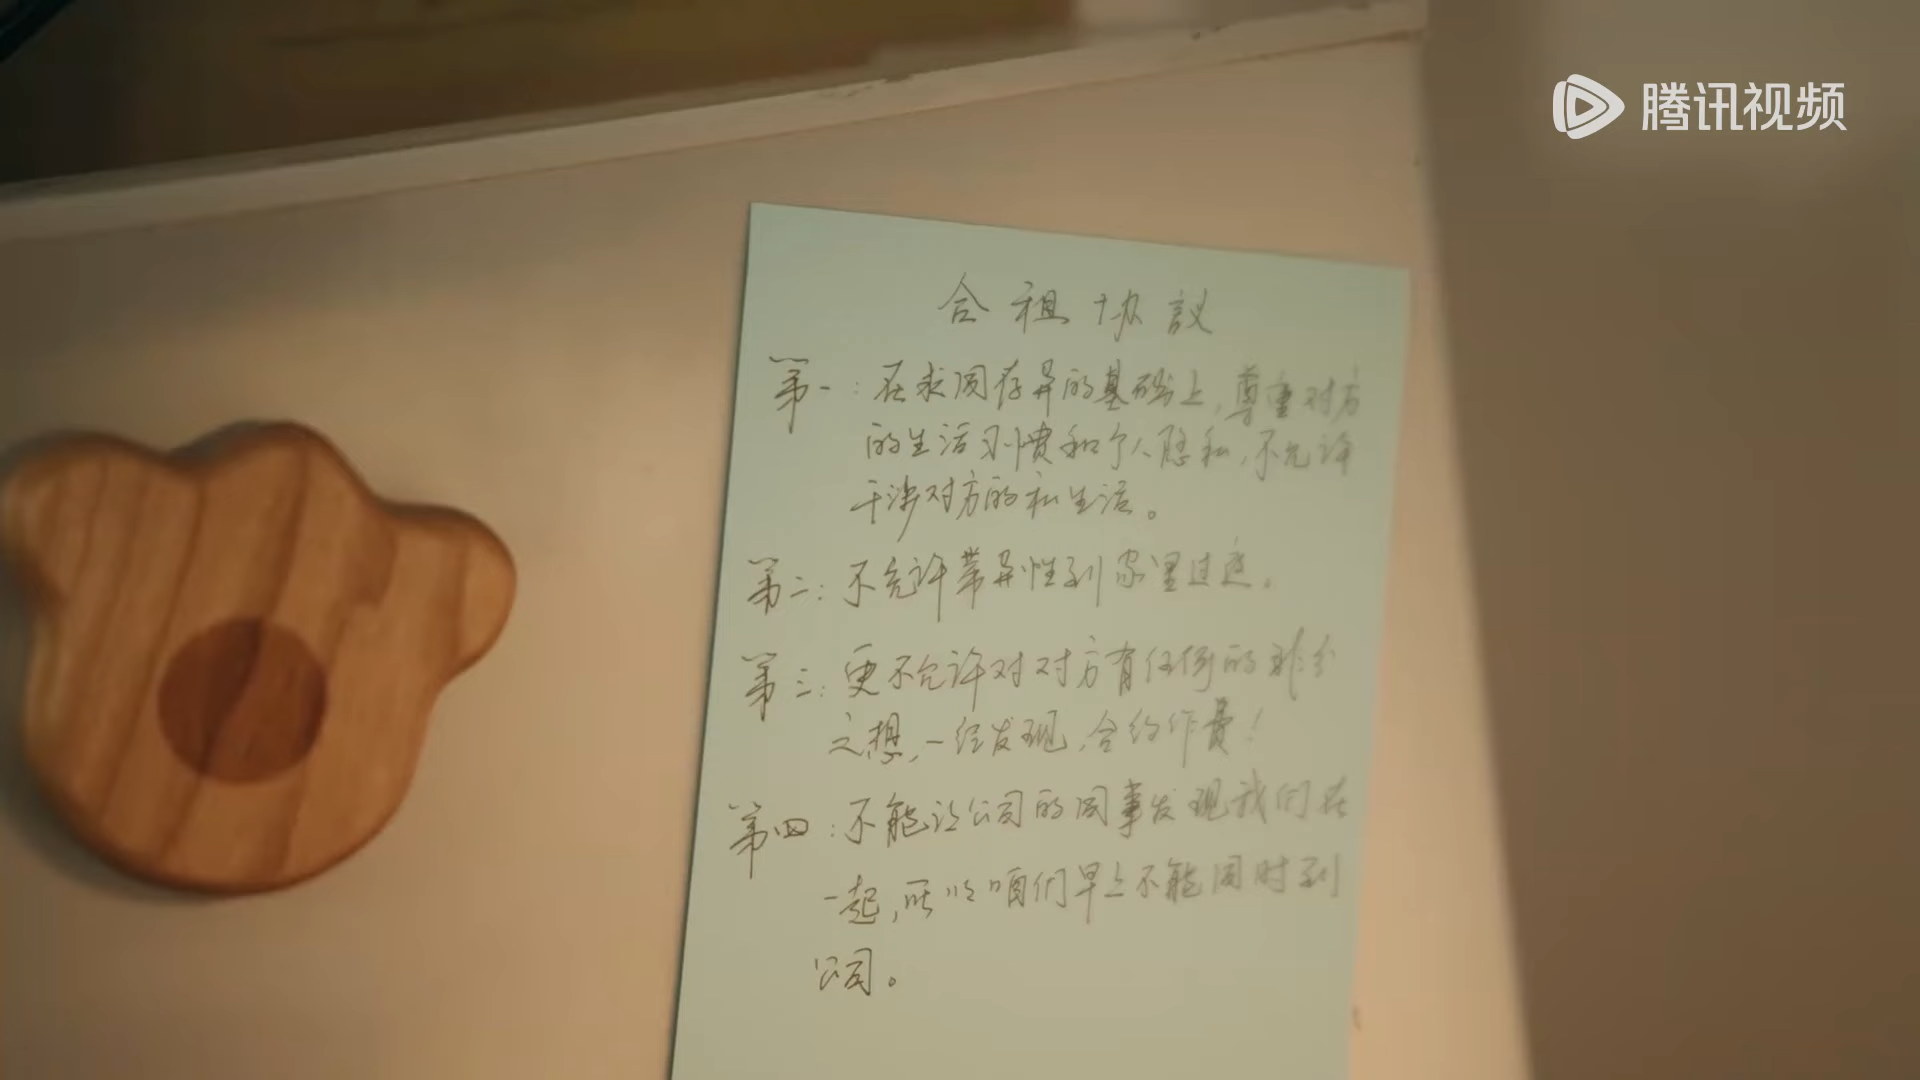 腾讯视频
合租协议
第一:在求同存异的基础上,尊重对方
的生活习惯和个人隐私,不允许
干涉对方的私生活。
第二:不允许带异性到家里过夜。
第三:更不允许对对方有任何的非分
之想,一经发现,合约作废!
第四:不能让公司的同事发现我们在
一起,所以咱们早上不能同时到
公司。